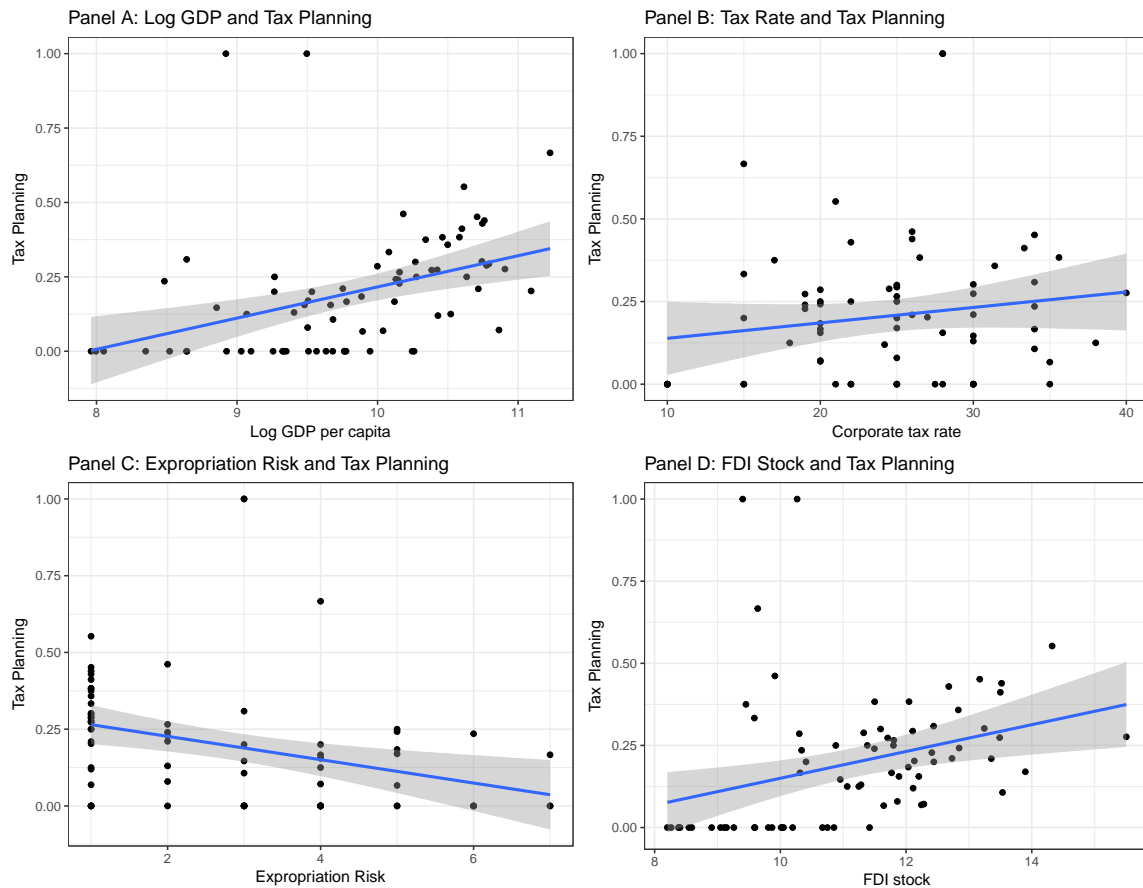 Panel A: Log GDP and Tax Planning
1.00
0.75
0.50
0.25
0.00
Tax Planning
8
9
10
11
Log GDP per capita
Panel B: Tax Rate and Tax Planning
1.00
0.75
0.50
0.25
0.00
Tax Planning
10
20
30
40
Corporate tax rate
Panel C: Expropriation Risk and Tax Planning
1.00
0.75
0.50
0.25
0.00
Tax Planning
2
4
6
Expropriation Risk
Panel D: FDI Stock and Tax Planning
1.00
0.75
0.50
0.25
0.00
Tax Planning
8
10
12
14
FDI stock